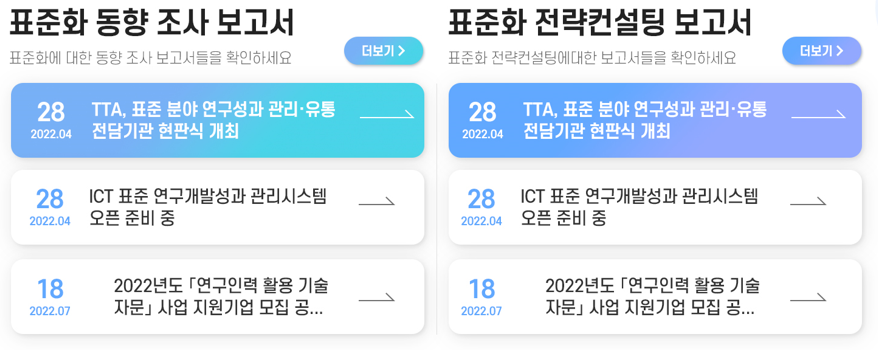 표준화 동향 조사 보고서
표준화에 대한 동향 조사 보고서들을 확인하세요
더보기
28
2022.04
TTA, 표준 분야 연구성과 관리·유통
전담기관 현판식 개최
28
2022.04
ICT 표준 연구개발성과 관리시스템
오픈 준비 중
18
2022.07
2022년도 「연구인력 활용 기술
자문」 사업 지원기업 모집 공...
표준화 전략컨설팅 보고서
표준화 전략컨설팅에대한 보고서들을 확인하세요
더보기
28
2022.04
TTA, 표준 분야 연구성과 관리·유통
전담기관 현판식 개최
28
2022.04
ICT 표준 연구개발성과 관리시스템
오픈 준비 중
18
2022.07
2022년도 「연구인력 활용 기술
자문」 사업 지원기업 모집 공...